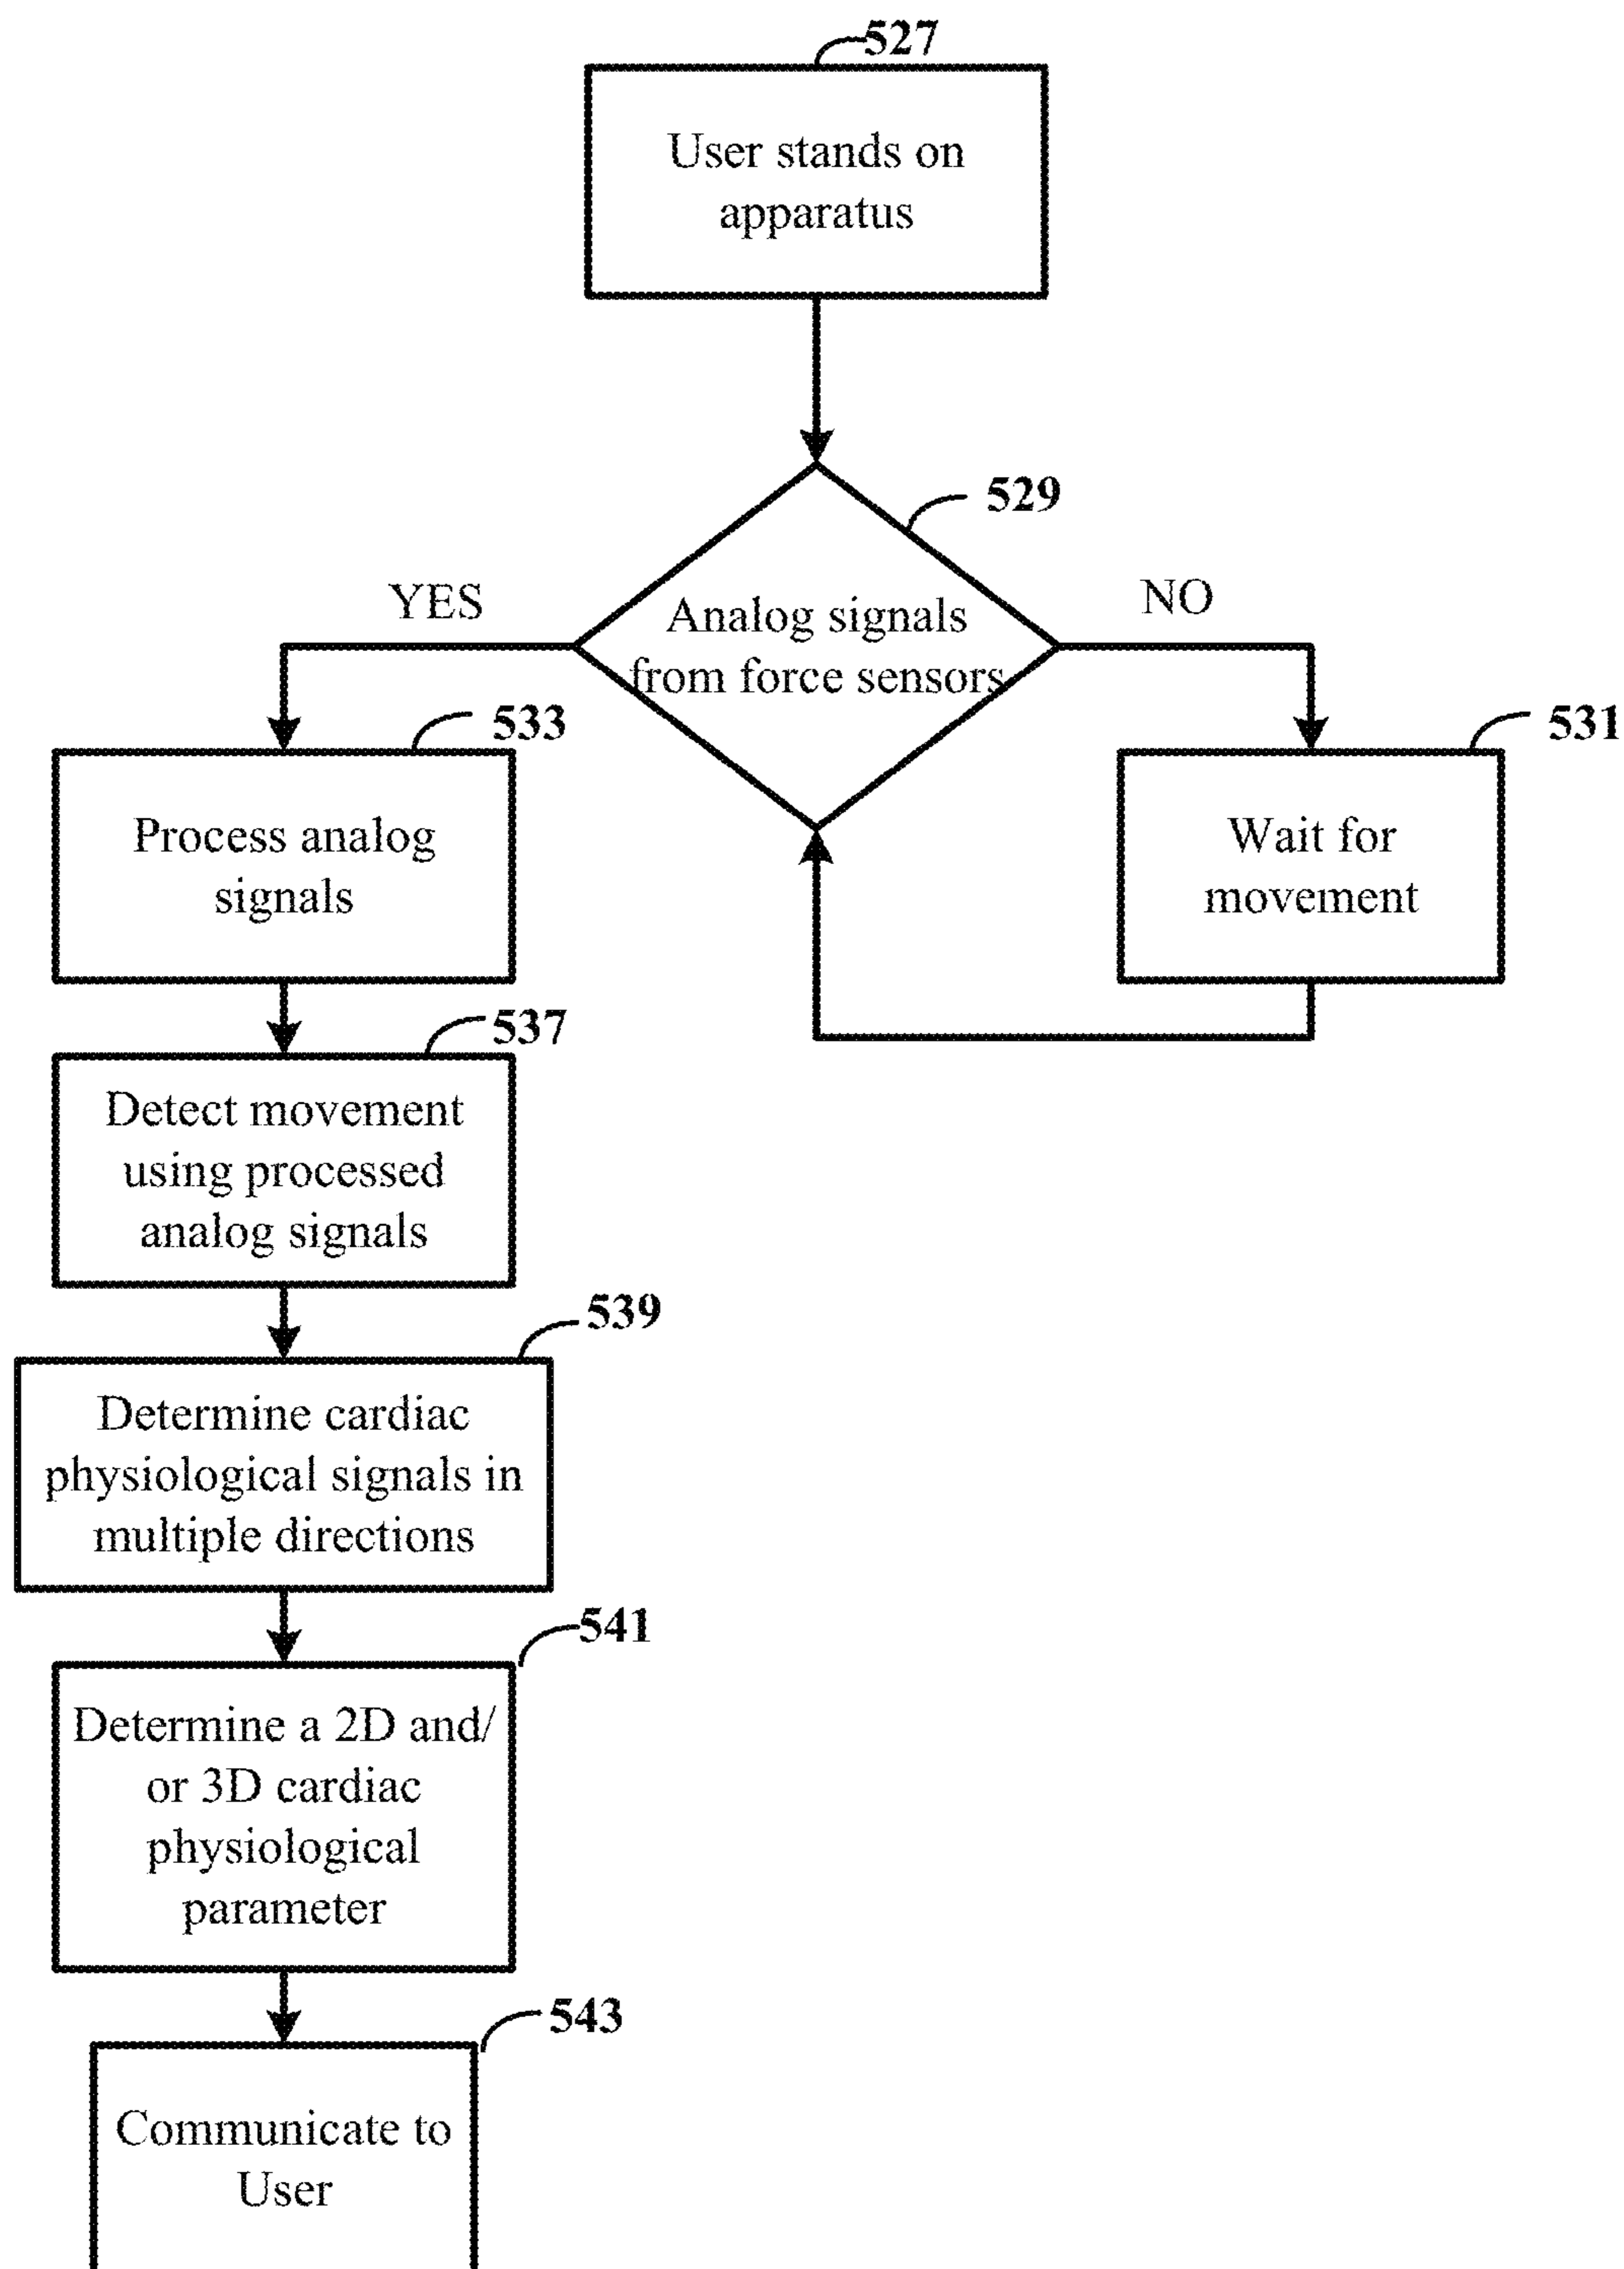 527
User stands on
apparatus
529
YES
NO
Analog signals
from force sensors
533
531
Process analog
signals
Wait for
movement
537
Detect movement
using processed
analog signals
539
Determine cardiac
physiological signals in
multiple directions
541
Determine a 2D and/
or 3D cardiac
physiological
parameter
543
Communicate to
User